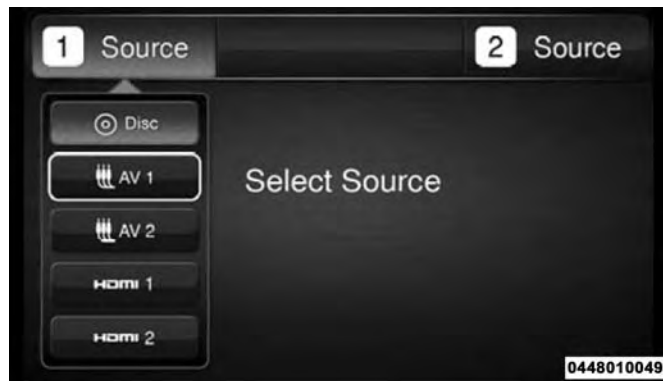 1 Source
2 Source
Disc
AV 1
Select Source
AV 2
HDMI 1
HDMI 2
0448010049